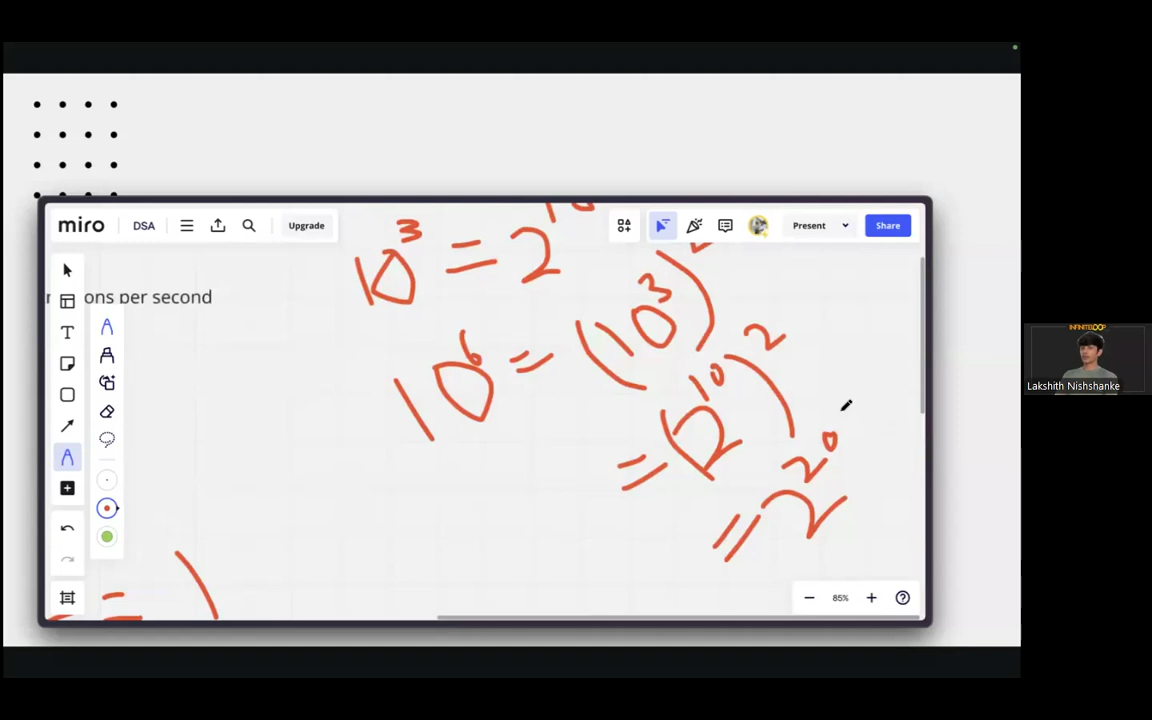 miro DSA Upgrade Present Share
10³ = 2¹⁰
ons per second
10⁶ = (10³)²
= (2¹⁰)²
= 2²⁰
=
85%
INFINITELOOP
Lakshith Nishshanke